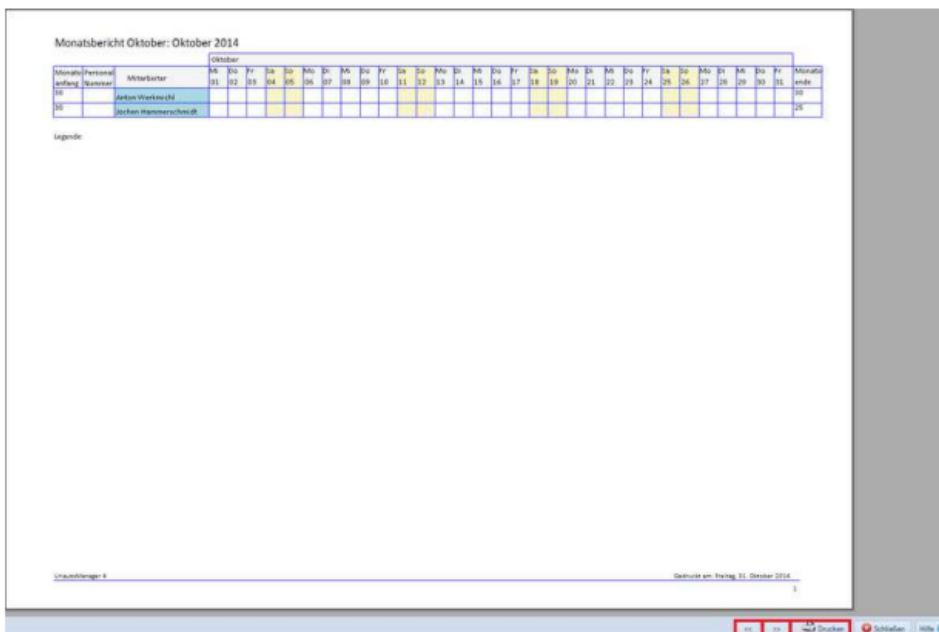 Monatsbericht Oktober: Oktober 2014
Oktober
Monats Personal Mitarbeiter Mi Do Fr Sa So Mo Di Mi Do Fr Sa So Mo Di Mi Do Fr Sa So Mo Di Mi Do Fr Sa So Mo Di Mi Do Fr Monats
anfang Nummer 01 02 03 04 05 06 07 08 09 10 11 12 13 14 15 16 17 18 19 20 21 22 23 24 25 26 27 28 29 30 31 ende
30 Anton Werkmichl 30
30 Jochen Hammerschmidt 25
Legende
UrlaubsManager 8 Gedruckt am: Freitag, 31. Oktober 2014
1
<< >> Drucken Schließen Hilfe